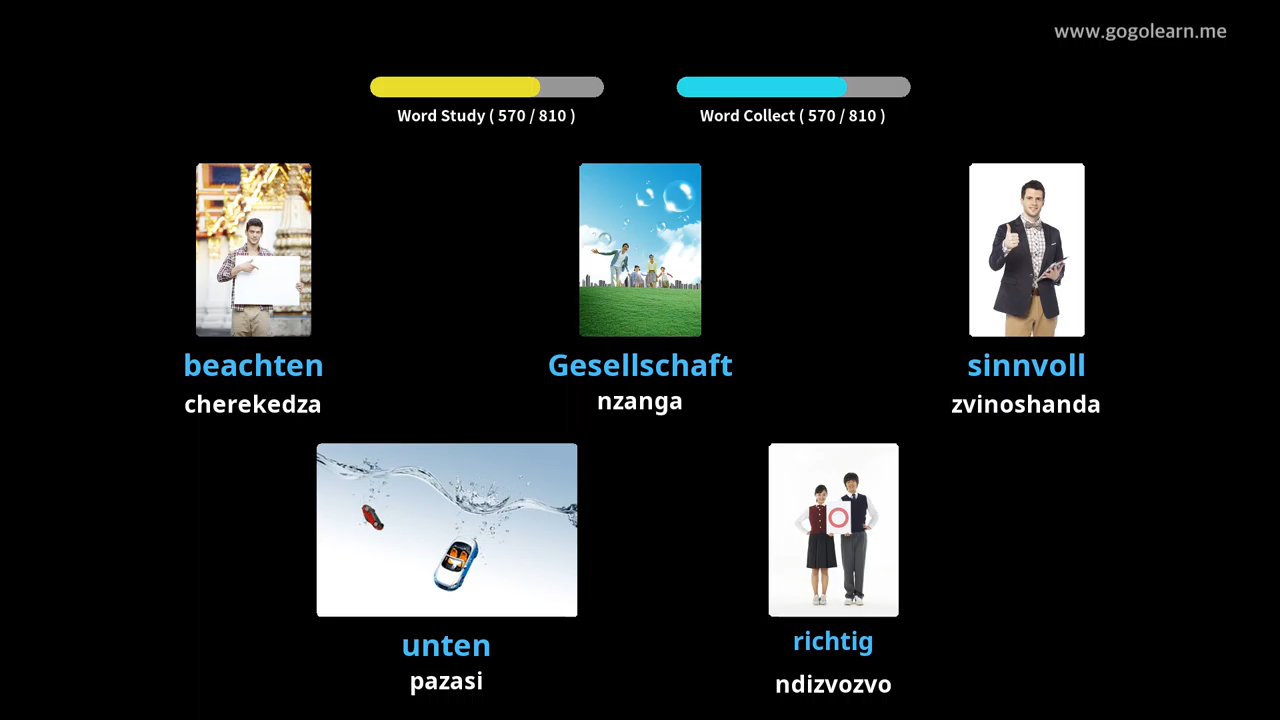 www.gogolearn.me
Word Study ( 570 / 810 )
Word Collect ( 570 / 810 )
beachten
cherekedza
Gesellschaft
nzanga
sinnvoll
zvinoshanda
unten
pazasi
richtig
ndizvozvo